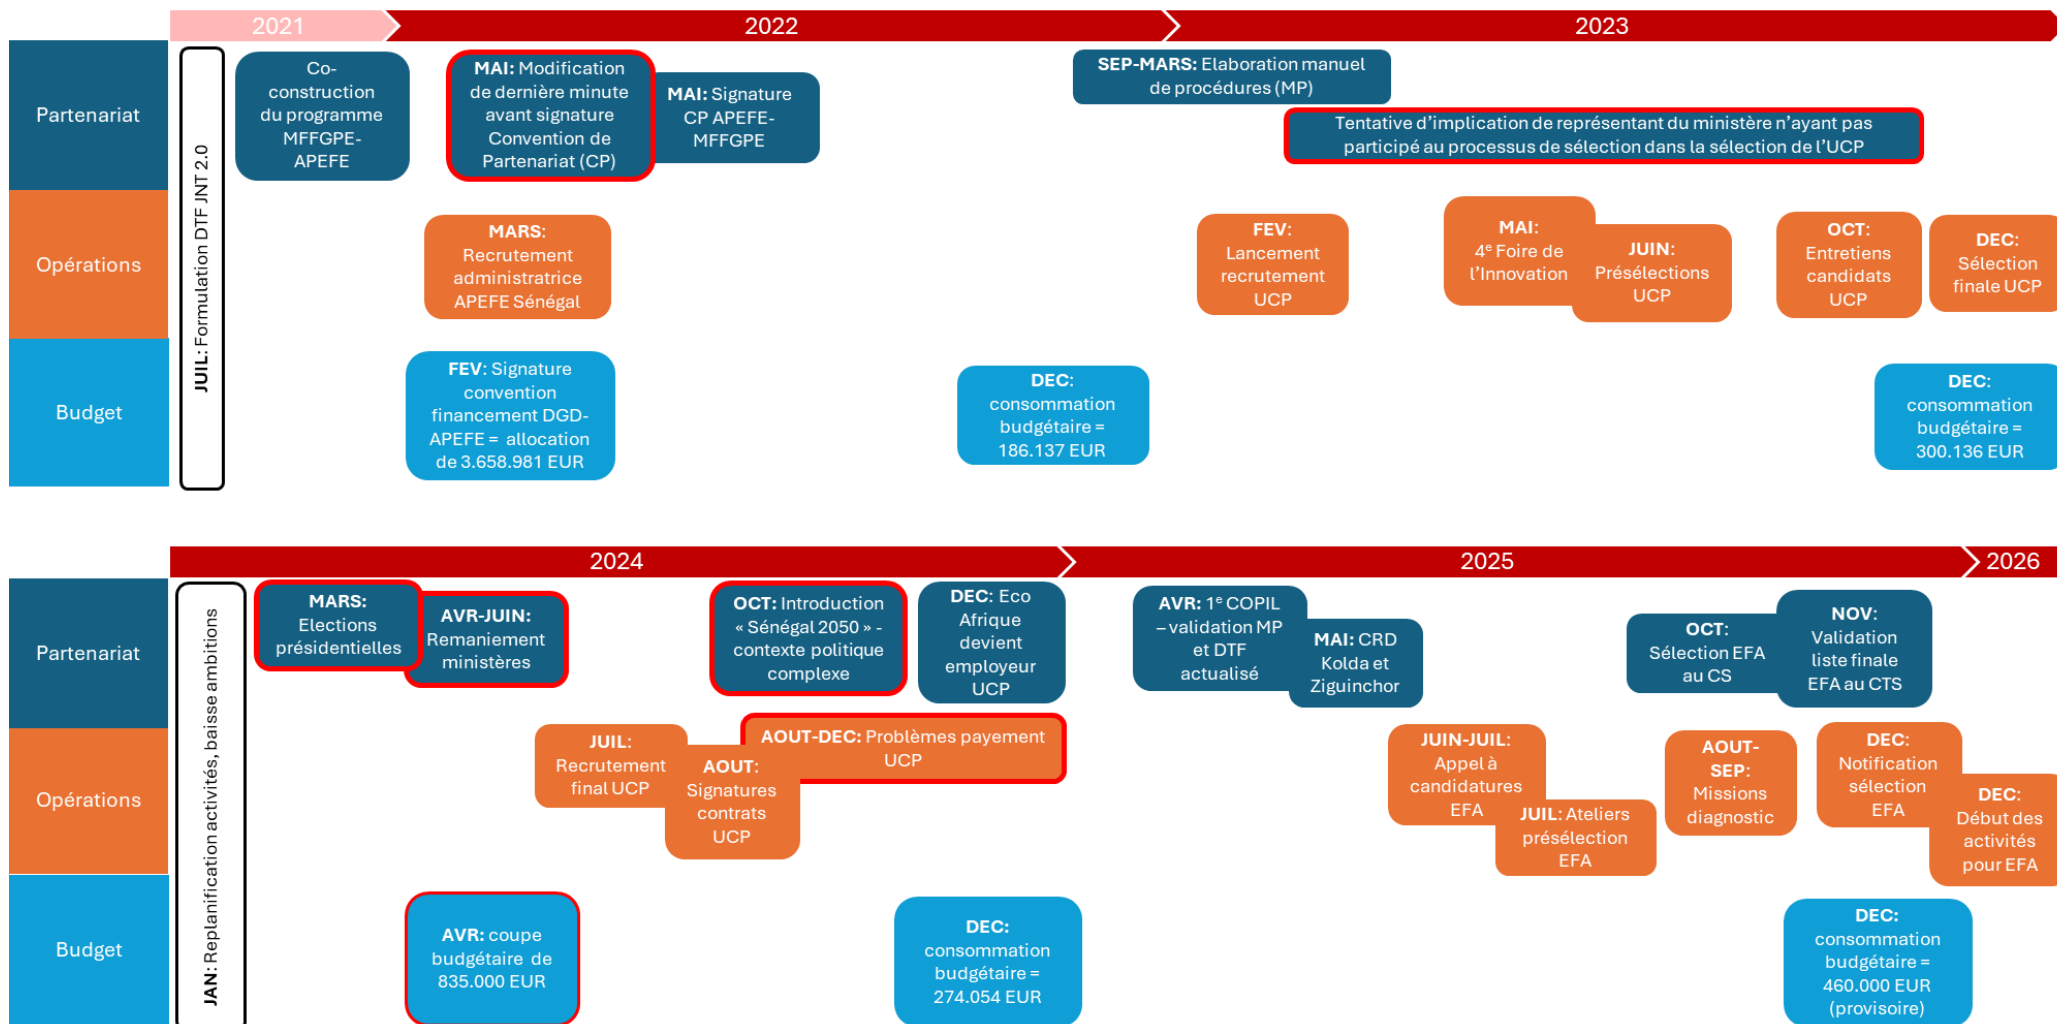 2021
2022
2023
Partenariat
Opérations
Budget
JUIL: Formulation DTF JNT 2.0
Co-
construction
du programme
MFFGPE-
APEFE
MAI: Modification
de dernière minute
avant signature
Convention de
Partenariat (CP)
MAI: Signature
CP APEFE-
MFFGPE
SEP-MARS: Elaboration manuel
de procédures (MP)
Tentative d’implication de représentant du ministère n’ayant pas
participé au processus de sélection dans la sélection de l’UCP
MARS:
Recrutement
administratrice
APEFE Sénégal
FEV:
Lancement
recrutement
UCP
MAI:
4e Foire de
l’Innovation
JUIN:
Présélections
UCP
OCT:
Entretiens
candidats
UCP
DEC:
Sélection
finale UCP
FEV: Signature
convention
financement DGD-
APEFE = allocation
de 3.658.981 EUR
DEC:
consommation
budgétaire =
186.137 EUR
DEC:
consommation
budgétaire =
300.136 EUR
2024
2025
2026
Partenariat
Opérations
Budget
JAN: Replanification activités, baisse ambitions
MARS:
Elections
présidentielles
AVR-JUIN:
Remaniement
ministères
OCT: Introduction
« Sénégal 2050 » -
contexte politique
complexe
DEC: Eco
Afrique
devient
employeur
UCP
AVR: 1e COPIL
– validation MP
et DTF
actualisé
MAI: CRD
Kolda et
Ziguinchor
OCT:
Sélection EFA
au CS
NOV:
Validation
liste finale
EFA au CTS
JUIL:
Recrutement
final UCP
AOUT:
Signatures
contrats
UCP
AOUT-DEC: Problèmes payement
UCP
JUIN-JUIL:
Appel à
candidatures
EFA
JUIL: Ateliers
présélection
EFA
AOUT-
SEP:
Missions
diagnostic
DEC:
Notification
sélection
EFA
DEC:
Début des
activités
pour EFA
AVR: coupe
budgétaire de
835.000 EUR
DEC:
consommation
budgétaire =
274.054 EUR
DEC:
consommation
budgétaire =
460.000 EUR
(provisoire)